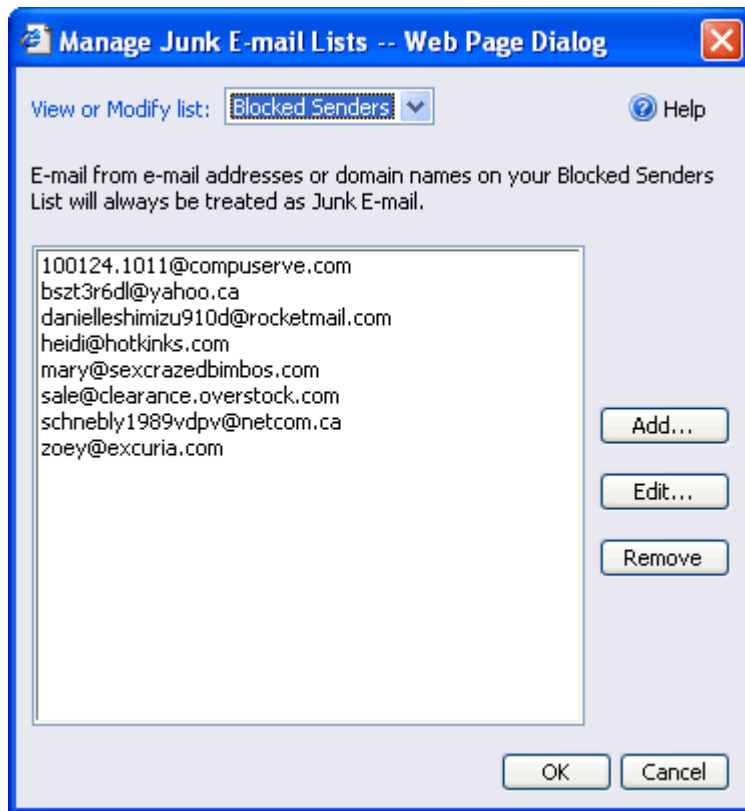 Manage Junk E-mail Lists -- Web Page Dialog
View or Modify list: Blocked Senders Help
E-mail from e-mail addresses or domain names on your Blocked Senders
List will always be treated as Junk E-mail.
100124.1011@compuserve.com
bszt3r6dl@yahoo.ca
danielleshimizu910d@rocketmail.com
heidi@hotkinks.com
mary@sexcrazedbimbos.com
sale@clearance.overstock.com
schnebly1989vdpv@netcom.ca
zoey@excuria.com
Add...
Edit...
Remove
OK Cancel